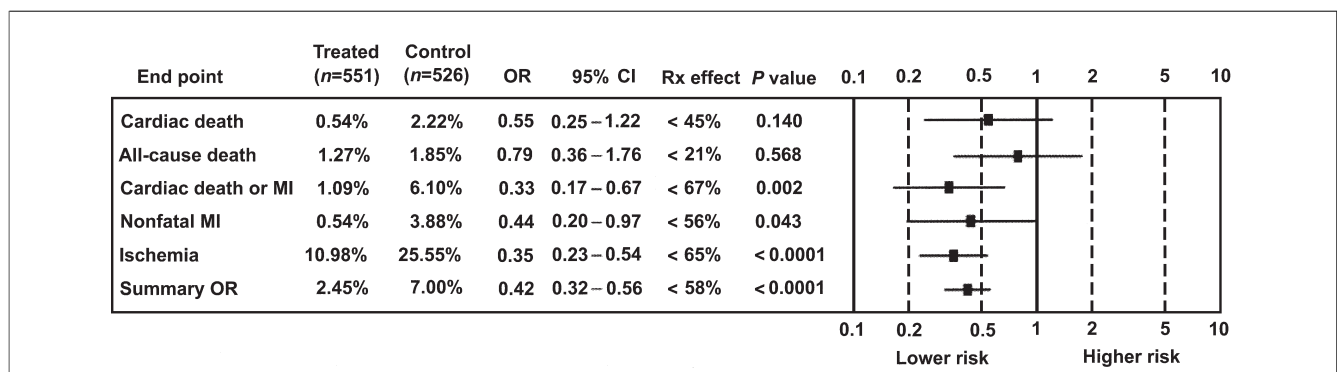 Treated Control
End point (n=551) (n=526) OR 95% CI Rx effect P value 0.1 0.2 0.5 1 2 5 10
Cardiac death 0.54% 2.22% 0.55 0.25–1.22 < 45% 0.140
All-cause death 1.27% 1.85% 0.79 0.36–1.76 < 21% 0.568
Cardiac death or MI 1.09% 6.10% 0.33 0.17–0.67 < 67% 0.002
Nonfatal MI 0.54% 3.88% 0.44 0.20–0.97 < 56% 0.043
Ischemia 10.98% 25.55% 0.35 0.23–0.54 < 65% < 0.0001
Summary OR 2.45% 7.00% 0.42 0.32–0.56 < 58% < 0.0001
0.1 0.2 0.5 1 2 5 10
Lower risk Higher risk